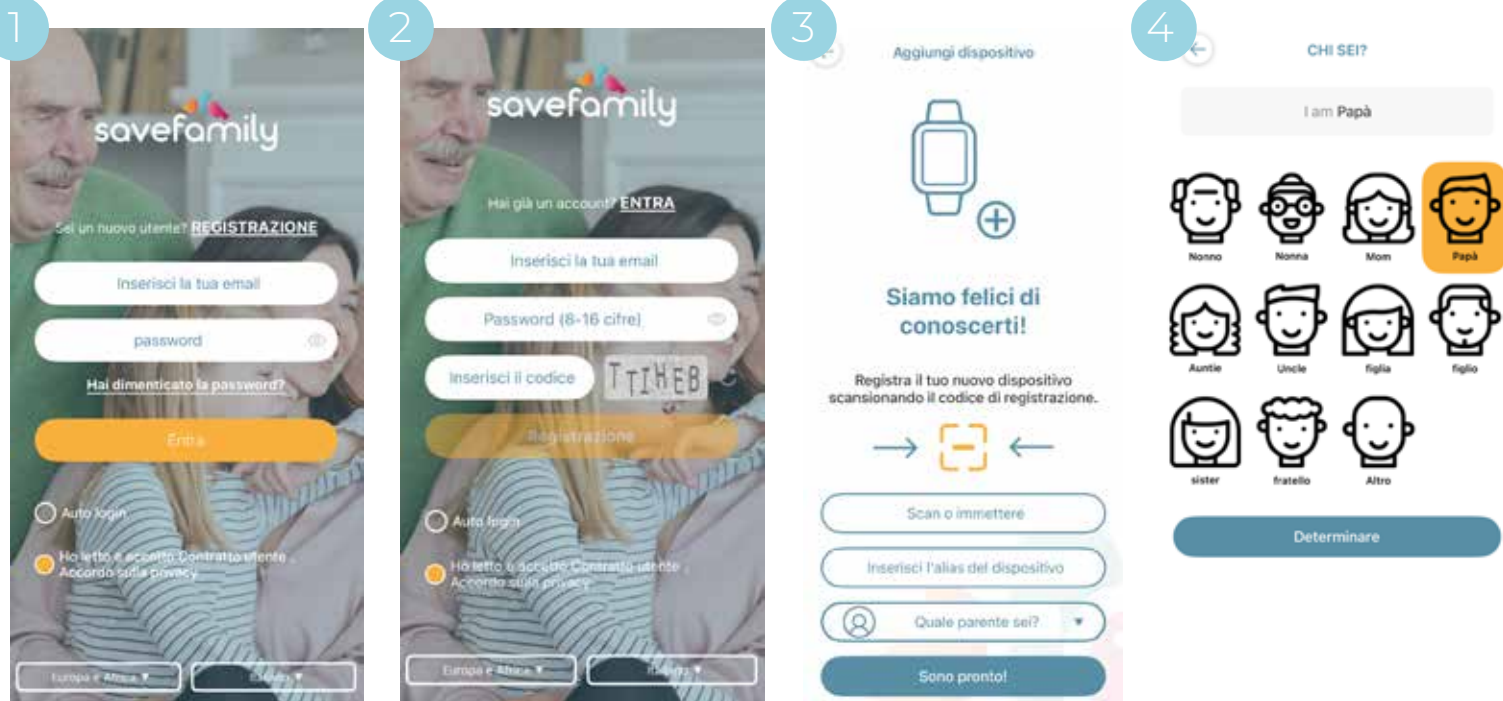 1
savefamily
Sei un nuovo utente? REGISTRAZIONE
Inserisci la tua email
password
Hai dimenticato la password?
Entra
Auto login
Ho letto e accetto Contratto utente ,
Accordo sulla privacy
Europa e Africa ▼
Italiano ▼
2
savefamily
Hai già un account? ENTRA
Inserisci la tua email
Password (8-16 cifre)
Inserisci il codice
TTIHEB
Registrazione
Auto login
Ho letto e accetto Contratto utente ,
Accordo sulla privacy
Europa e Africa ▼
Italiano ▼
3
Aggiungi dispositivo
Siamo felici di
conoscerti!
Registra il tuo nuovo dispositivo
scansionando il codice di registrazione.
Scan o immettere
Inserisci l'alias del dispositivo
Quale parente sei? ▼
Sono pronto!
4
CHI SEI?
I am Papà
Nonno Nonna Mom Papà
Auntie Uncle figlia figlio
sister fratello Altro
Determinare